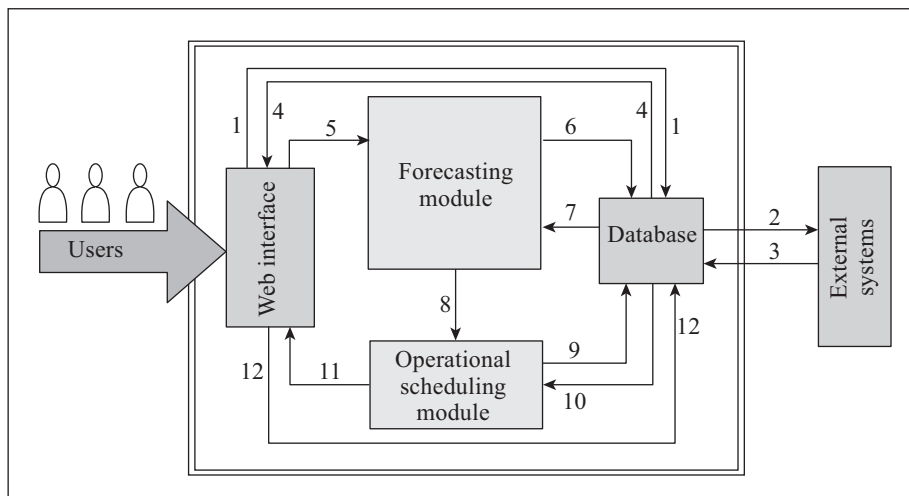 4
4
1
5
6
1
Forecasting
module
Users
Web interface
7
Database
2
3
External
systems
8
12
11
Operational
scheduling
module
9
10
12